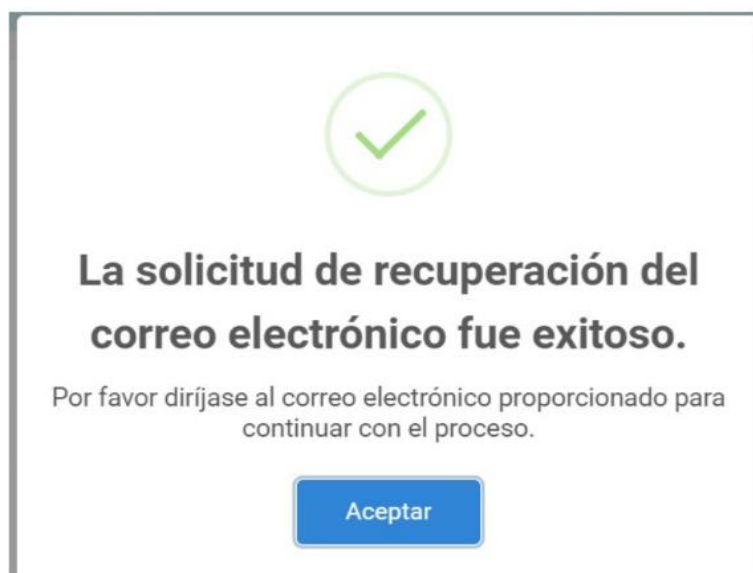 La solicitud de recuperación del
correo electrónico fue exitoso.
Por favor diríjase al correo electrónico proporcionado para
continuar con el proceso.
Aceptar